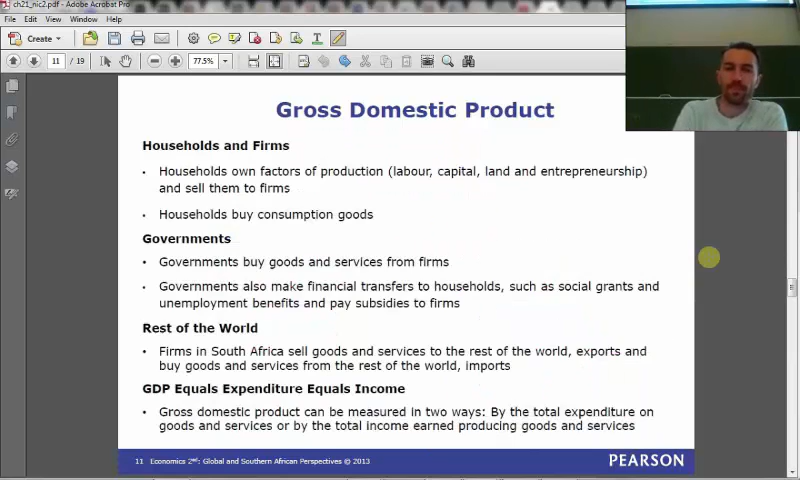 ch21_nic2.pdf - Adobe Acrobat Pro
File Edit View Window Help
Create
11 / 19 77.5%
Gross Domestic Product
Households and Firms
• Households own factors of production (labour, capital, land and entrepreneurship)
and sell them to firms
• Households buy consumption goods
Governments
• Governments buy goods and services from firms
• Governments also make financial transfers to households, such as social grants and
unemployment benefits and pay subsidies to firms
Rest of the World
• Firms in South Africa sell goods and services to the rest of the world, exports and
buy goods and services from the rest of the world, imports
GDP Equals Expenditure Equals Income
• Gross domestic product can be measured in two ways: By the total expenditure on
goods and services or by the total income earned producing goods and services
11 Economics 2nd: Global and Southern African Perspectives © 2013 PEARSON